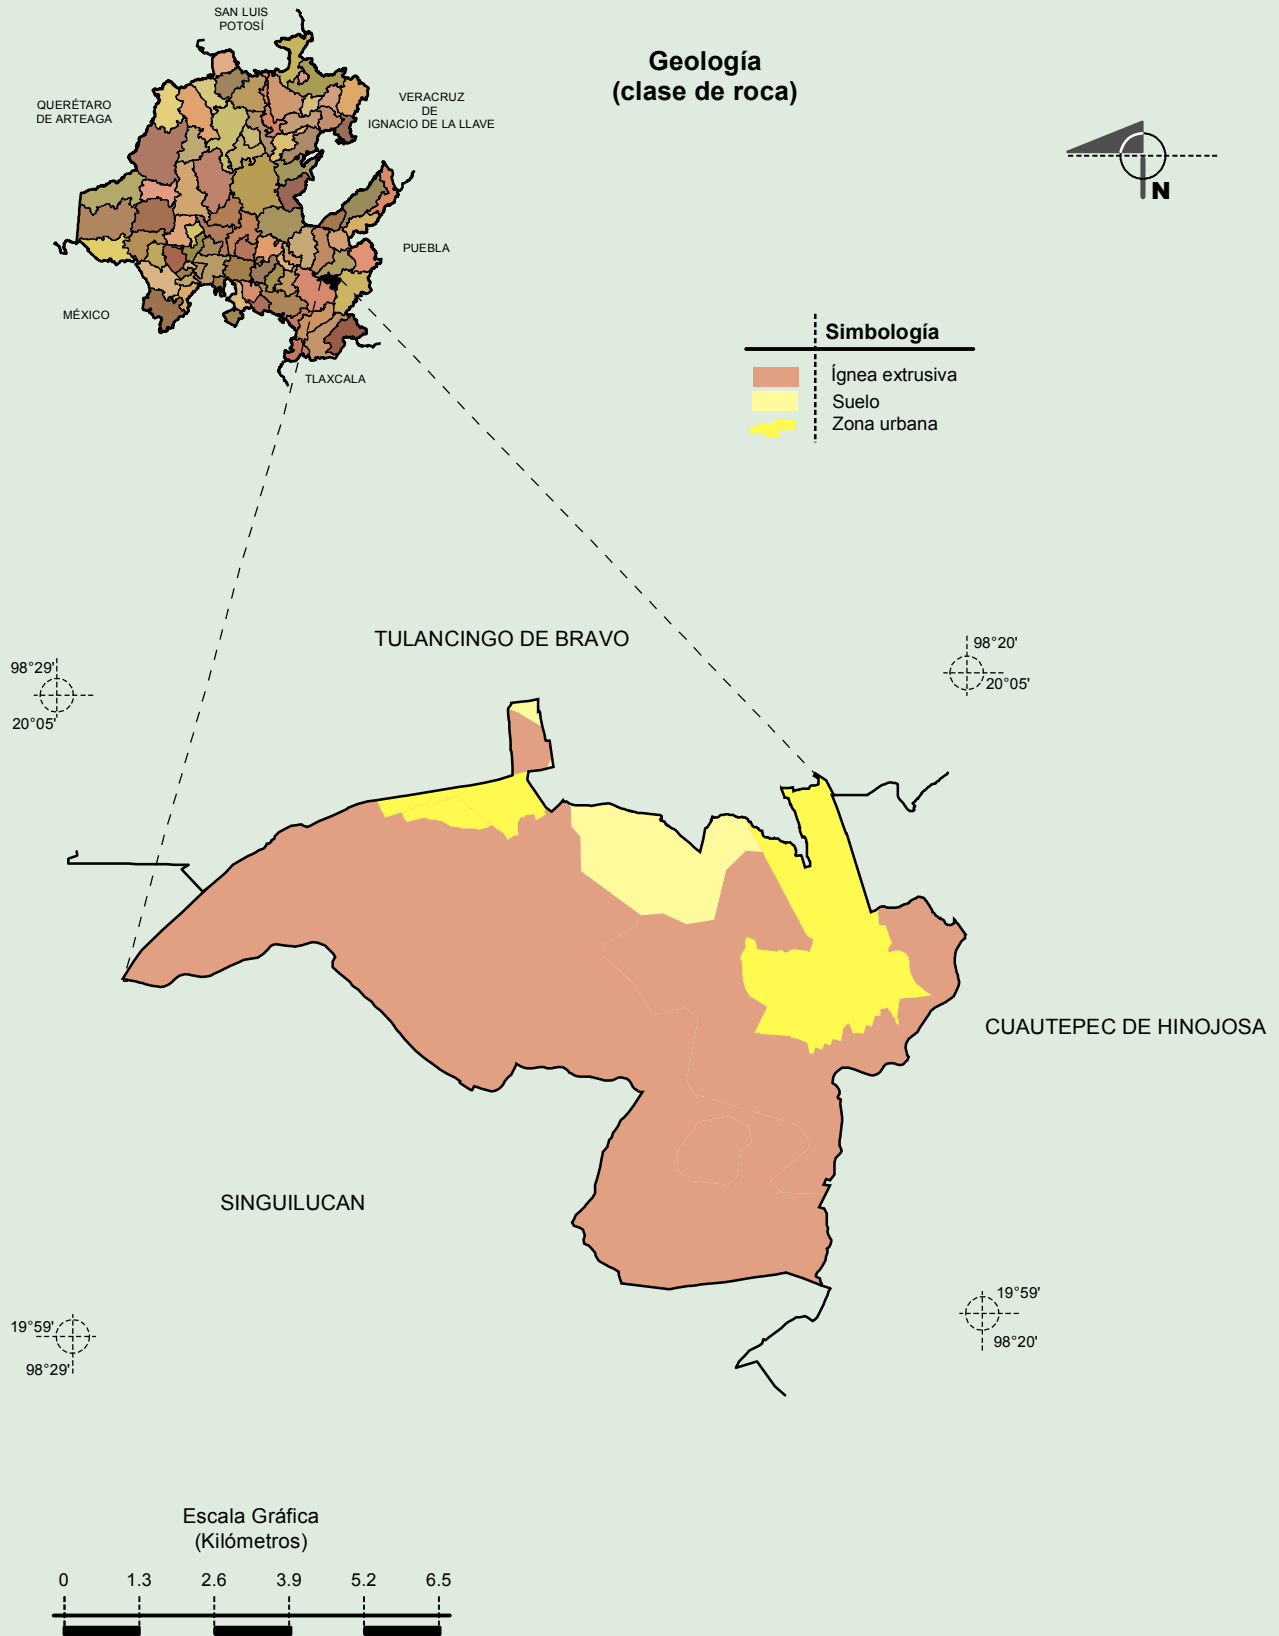 SAN LUIS
POTOSÍ
Geología
(clase de roca)
QUERÉTARO
DE ARTEAGA
VERACRUZ
DE
IGNACIO DE LA LLAVE
N
PUEBLA
MÉXICO
TLAXCALA
Simbología
Ígnea extrusiva
Suelo
Zona urbana
TULANCINGO DE BRAVO
98°29'
20°05'
98°20'
20°05'
CUAUTEPEC DE HINOJOSA
SINGUILUCAN
19°59'
98°29'
19°59'
98°20'
Escala Gráfica
(Kilómetros)
0 1.3 2.6 3.9 5.2 6.5